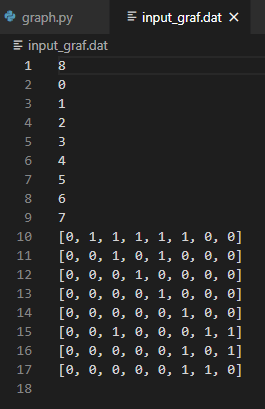 graph.py input_graf.dat ×
input_graf.dat
1 8
2 0
3 1
4 2
5 3
6 4
7 5
8 6
9 7
10 [0, 1, 1, 1, 1, 1, 0, 0]
11 [0, 0, 1, 0, 1, 0, 0, 0]
12 [0, 0, 0, 1, 0, 0, 0, 0]
13 [0, 0, 0, 0, 1, 0, 0, 0]
14 [0, 0, 0, 0, 0, 1, 0, 0]
15 [0, 0, 1, 0, 0, 0, 1, 1]
16 [0, 0, 0, 0, 0, 1, 0, 1]
17 [0, 0, 0, 0, 0, 1, 1, 0]
18